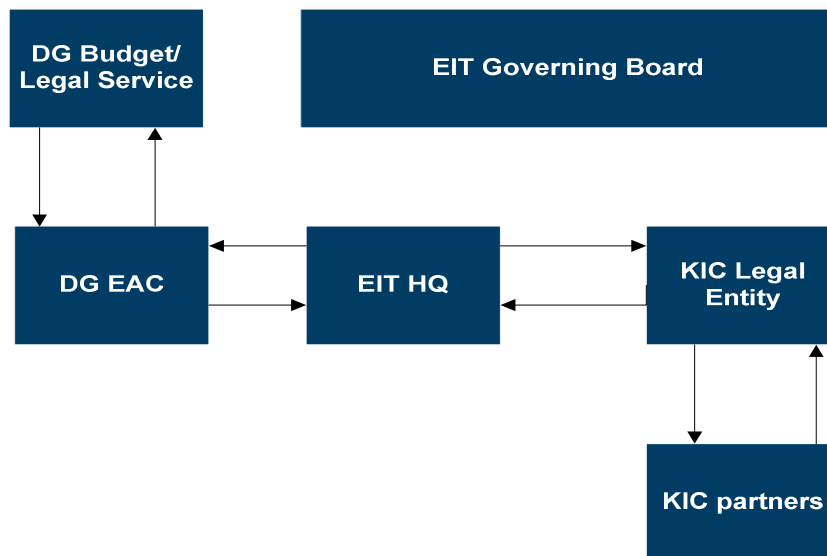 DG Budget/
Legal Service
EIT Governing Board
DG EAC
EIT HQ
KIC Legal
Entity
KIC partners